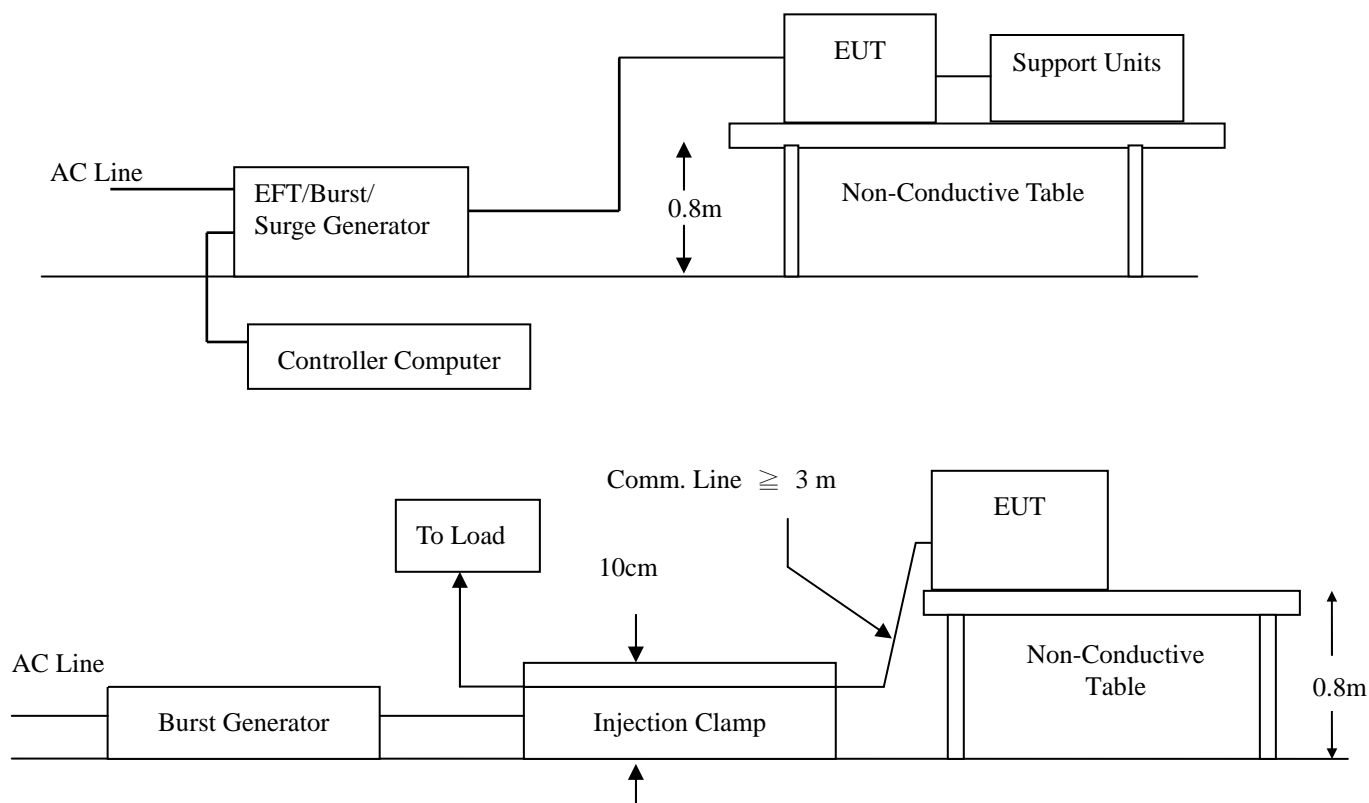 EUT
Support Units
AC Line
EFT/Burst/
Surge Generator
0.8m
Non-Conductive Table
Controller Computer
Comm. Line ≧ 3 m
EUT
To Load
10cm
AC Line
Non-Conductive
Table
0.8m
Burst Generator
Injection Clamp